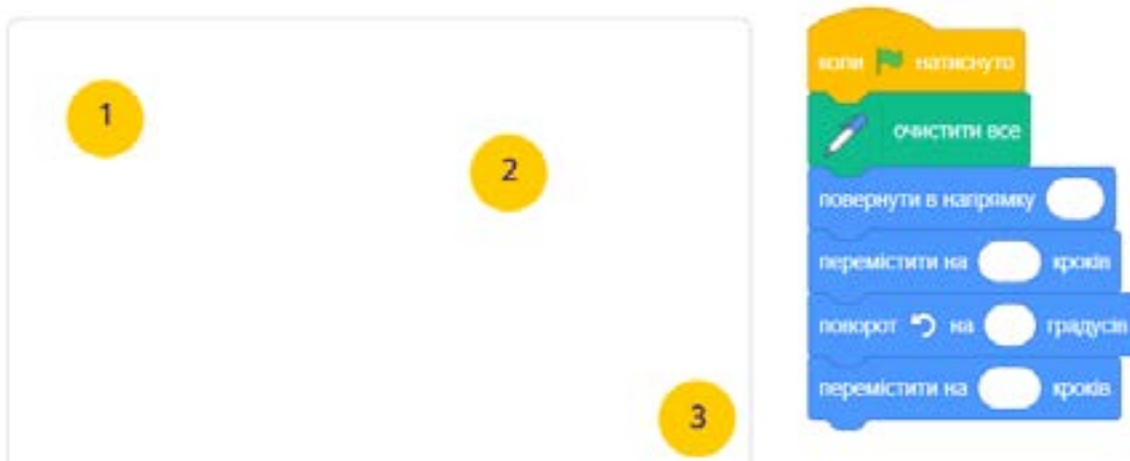 1
2
3
коли натиснуто
очистити все
повернути в напрямку
перемістити на кроків
поворот на градусів
перемістити на кроків